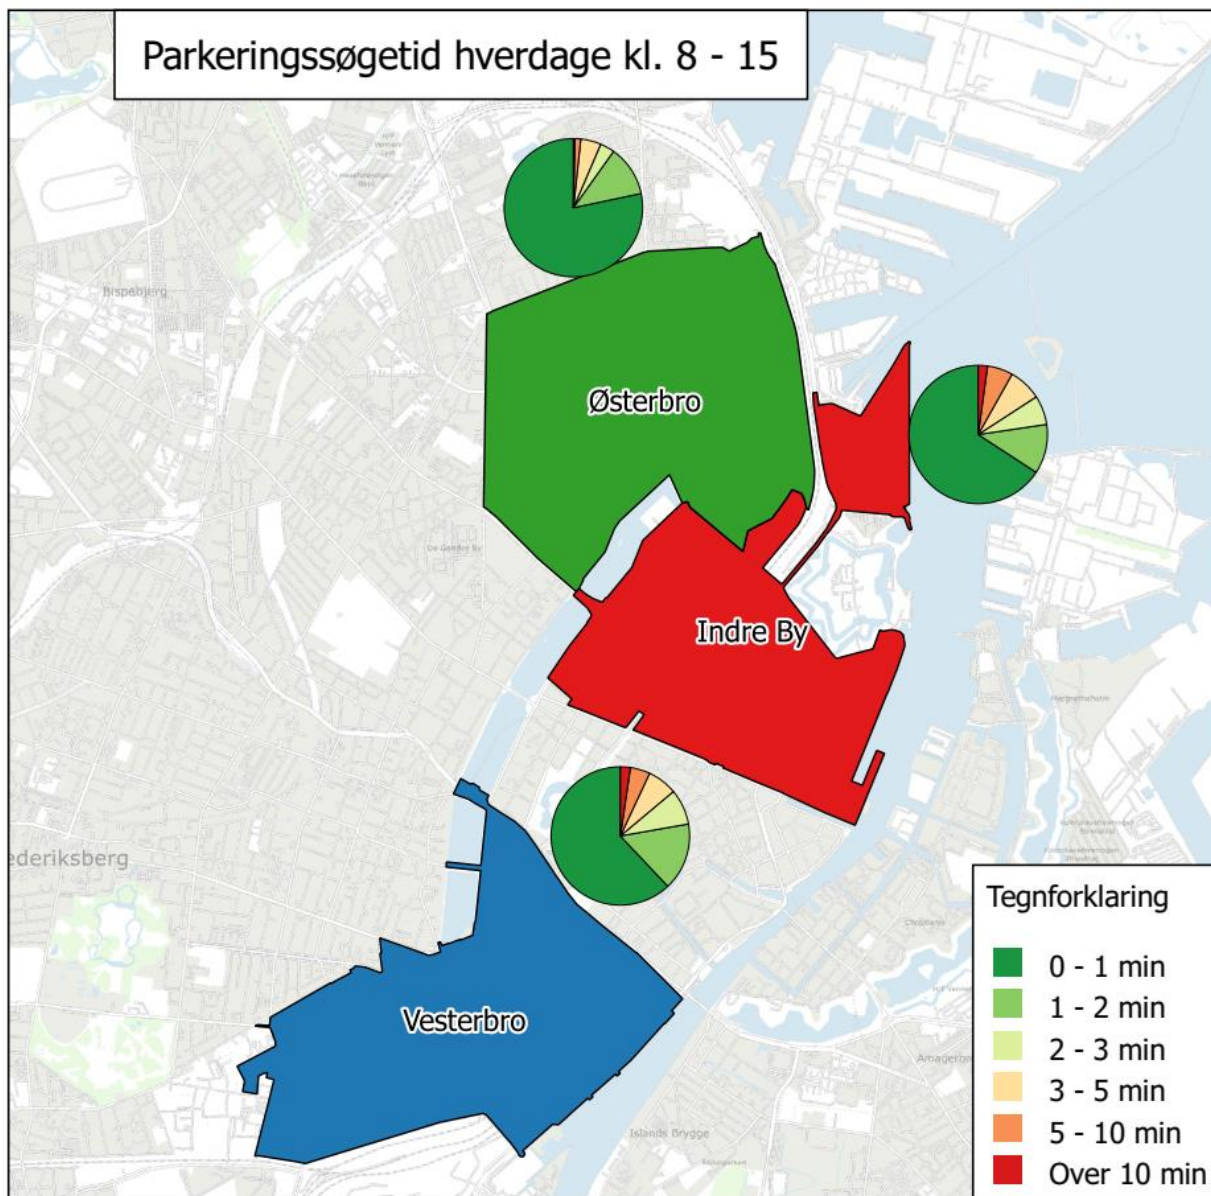 Parkeringssøgetid hverdage kl. 8 - 15
Bispebjerg
Østerbro
Indre By
ederiksberg
Vesterbro
Islands Brygge
Tegnforklaring
0 - 1 min
1 - 2 min
2 - 3 min
3 - 5 min
5 - 10 min
Over 10 min